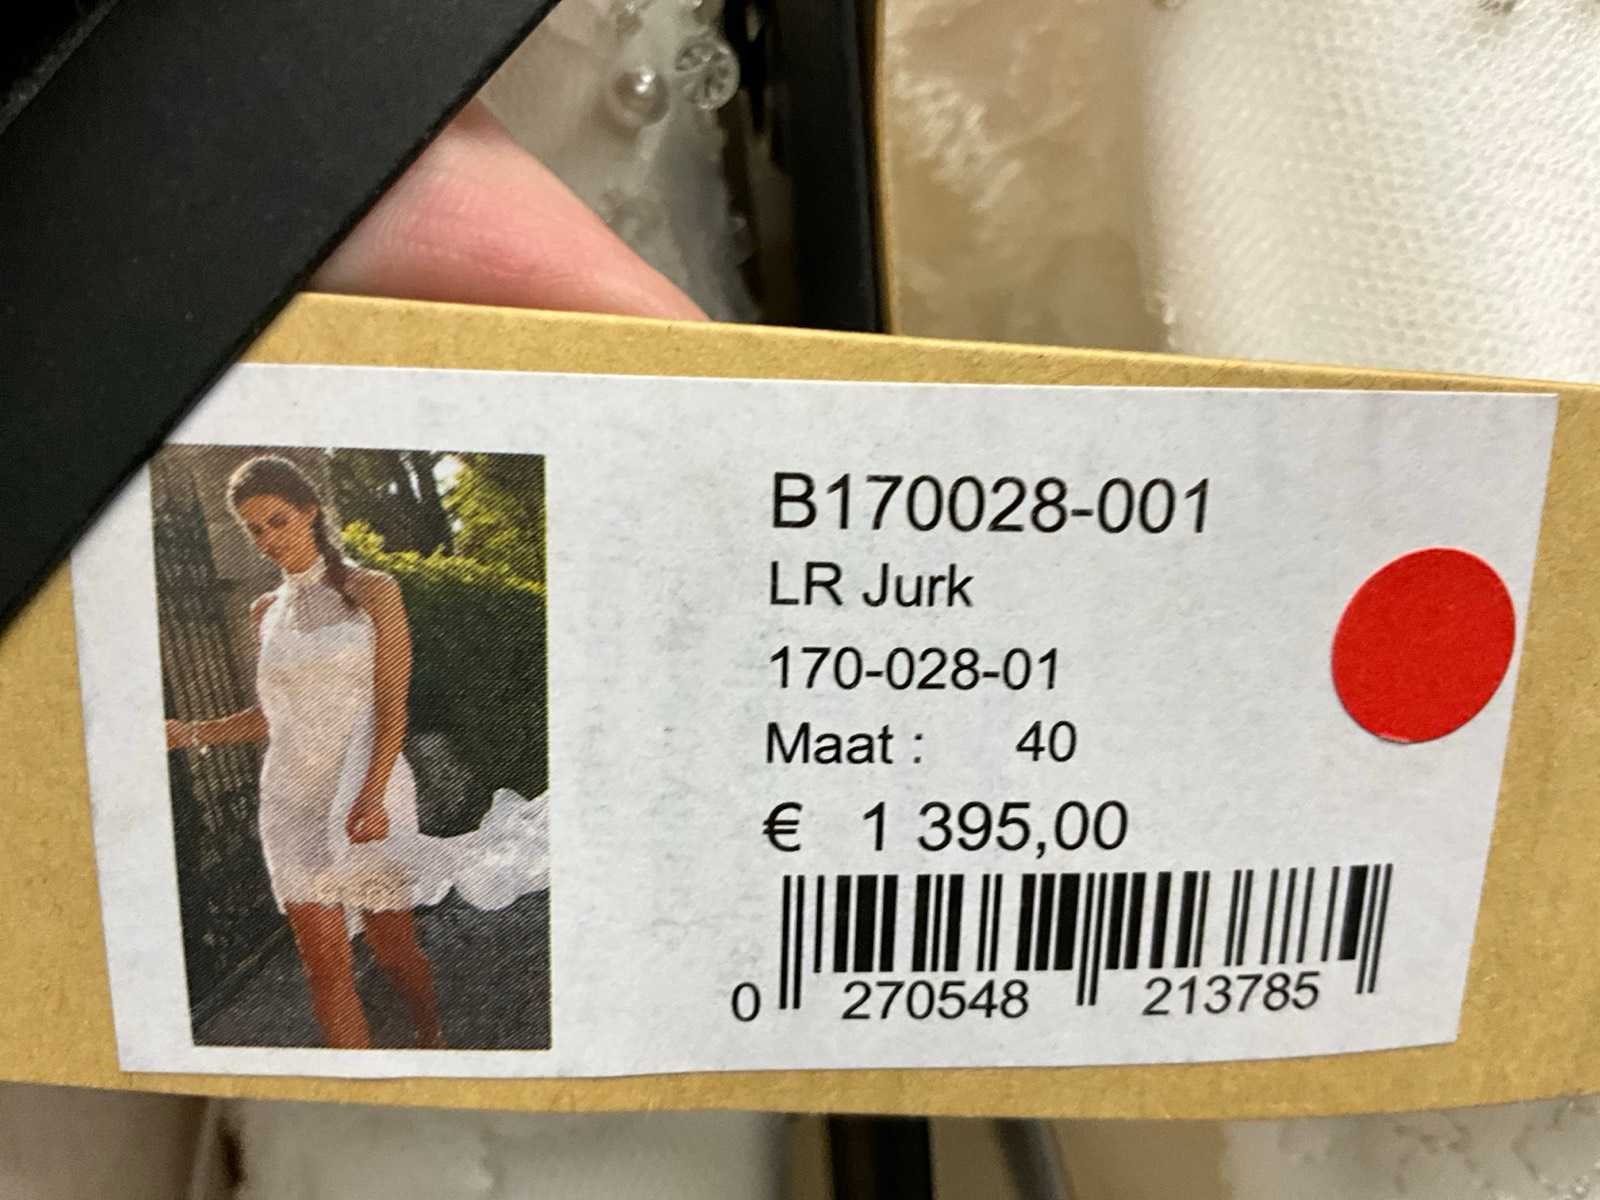 B170028-001
LR Jurk
170-028-01
Maat : 40
€ 1 395,00
0 270548 213785